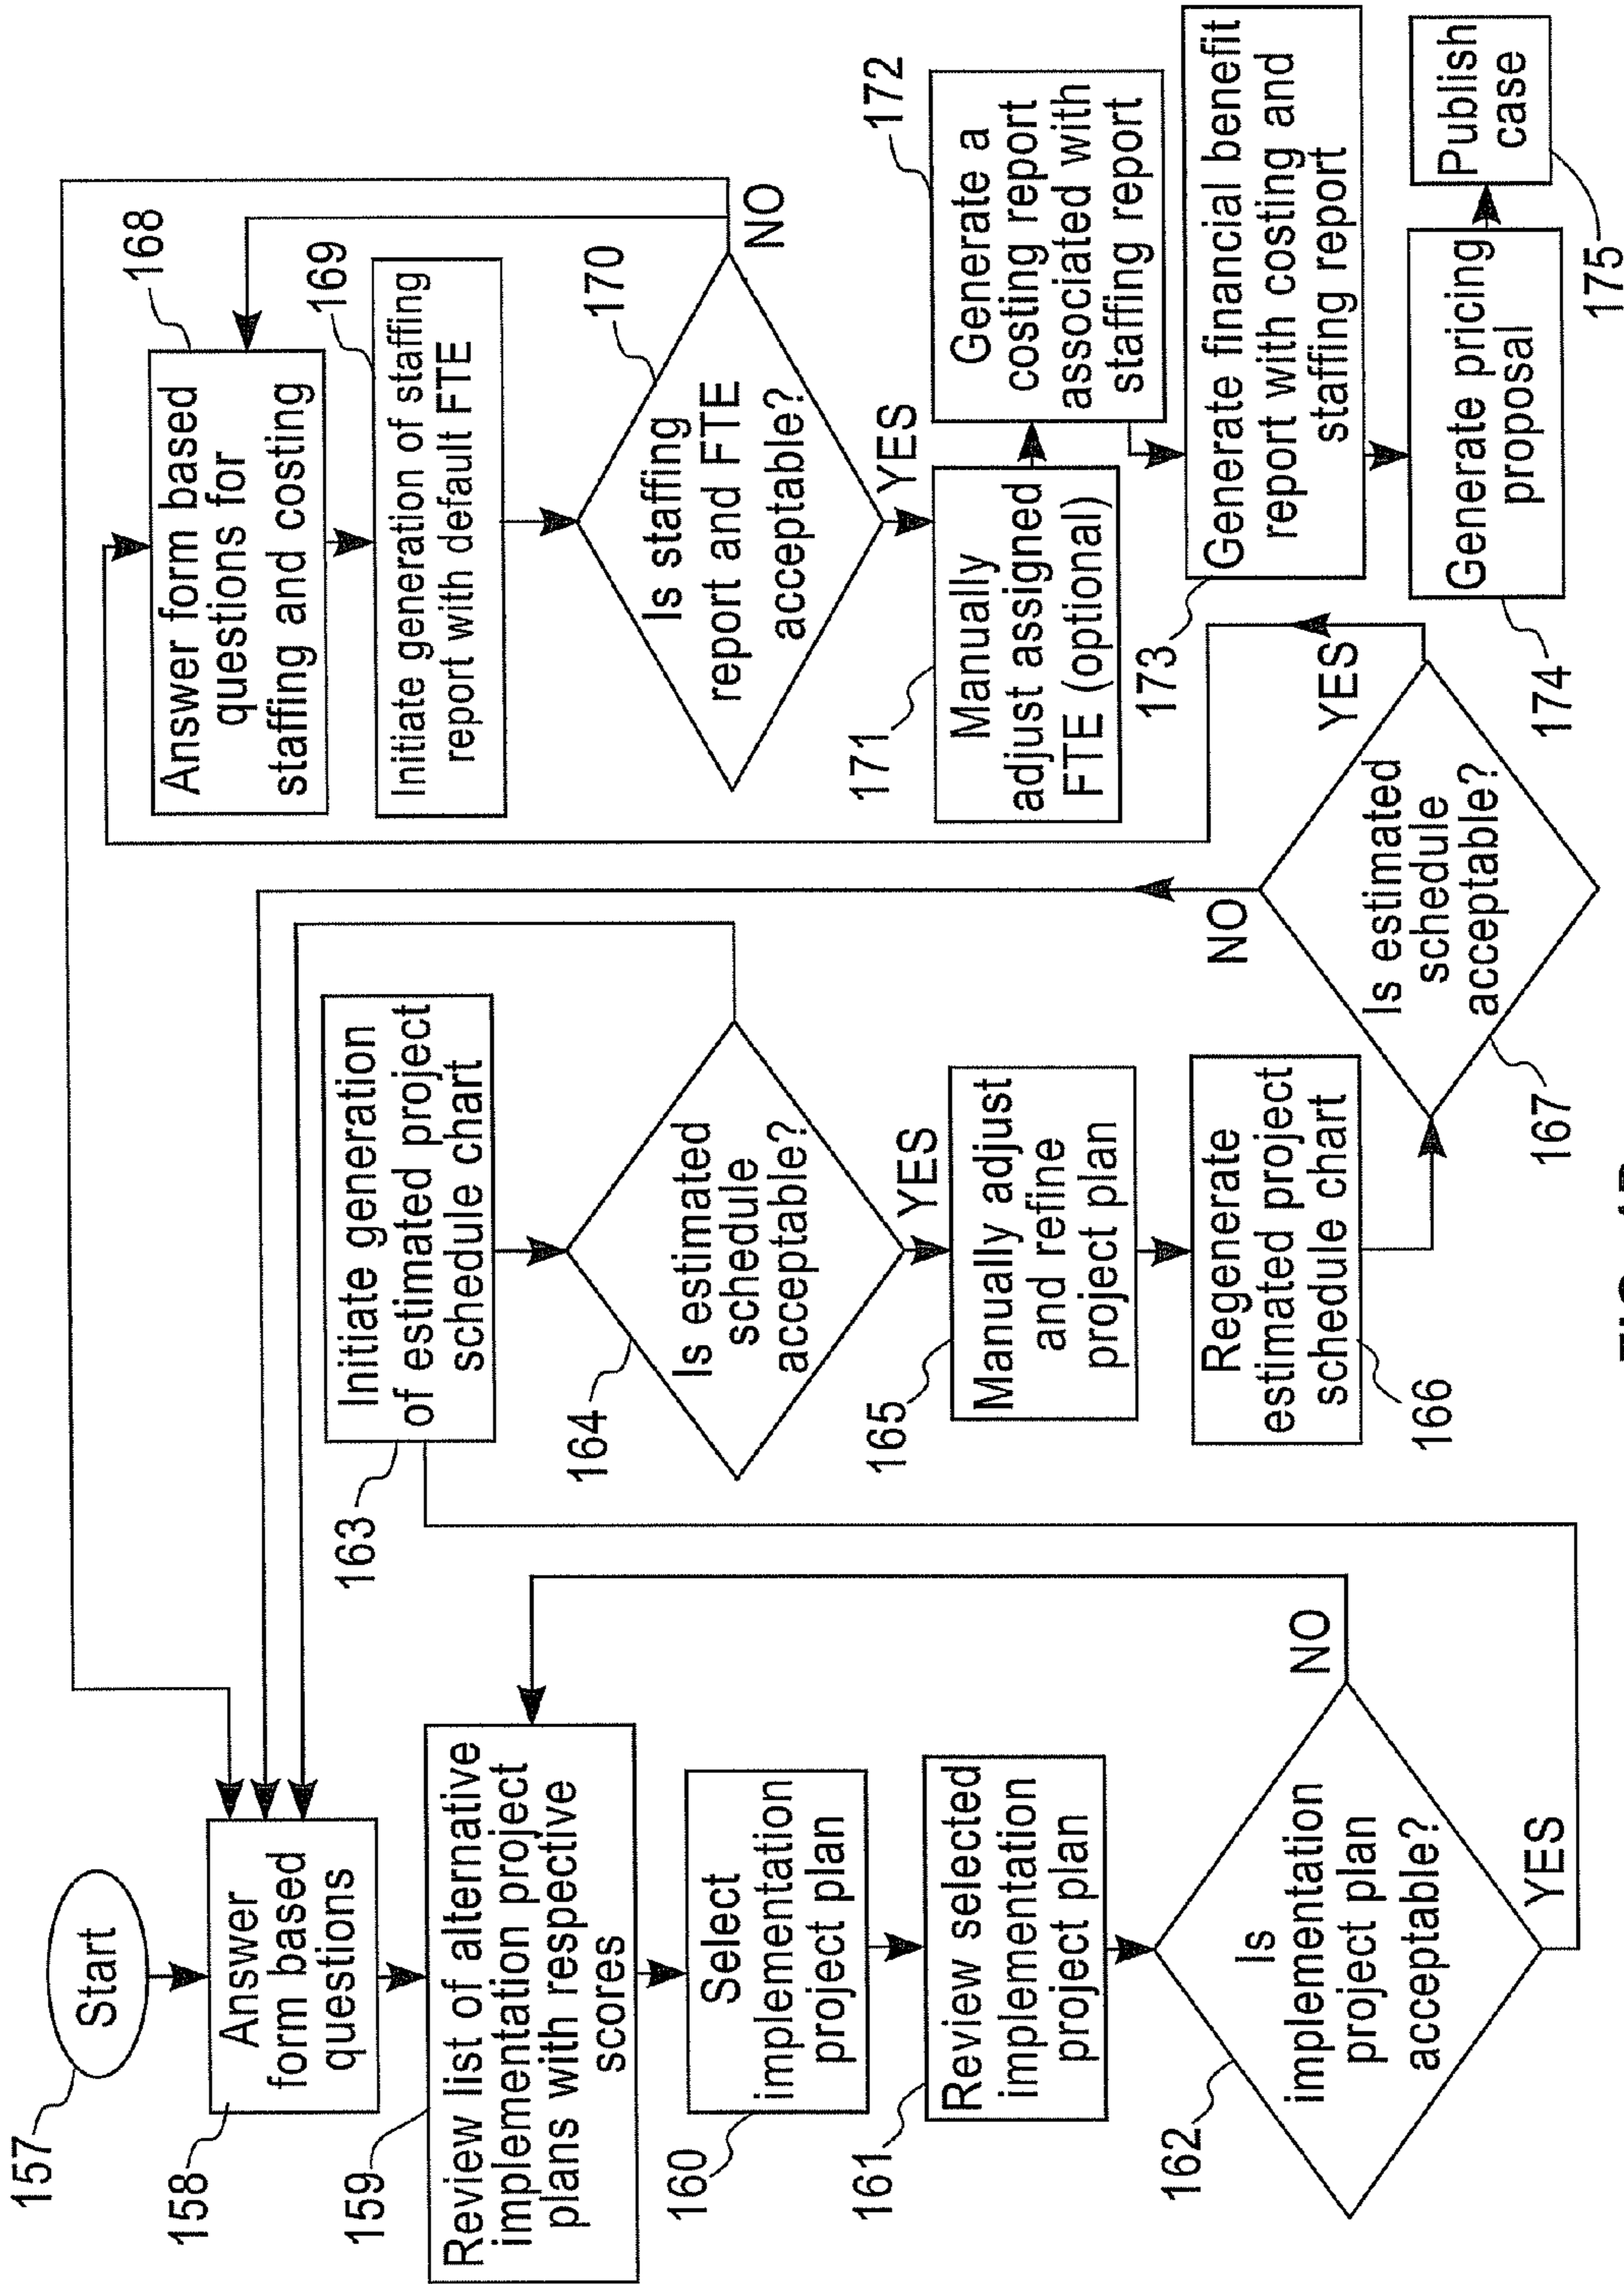 157
Start
158
Answer
form based
questions
159
Review list of alternative
implementation project
plans with respective
scores
160
Select
implementation
project plan
161
Review selected
implementation
project plan
162
Is
implementation
project plan
acceptable?
NO
YES
163
Initiate generation
of estimated project
schedule chart
164
Is estimated
schedule
acceptable?
YES
165
Manually adjust
and refine
project plan
166
Regenerate
estimated project
schedule chart
167
Is estimated
schedule
acceptable?
NO
YES
168
Answer form based
questions for
staffing and costing
169
Initiate generation of staffing
report with default FTE
170
Is staffing
report and FTE
acceptable?
NO
YES
171
Manually
adjust assigned
FTE (optional)
172
Generate a
costing report
associated with
staffing report
173
Generate financial benefit
report with costing and
staffing report
174
Generate pricing
proposal
175
Publish
case